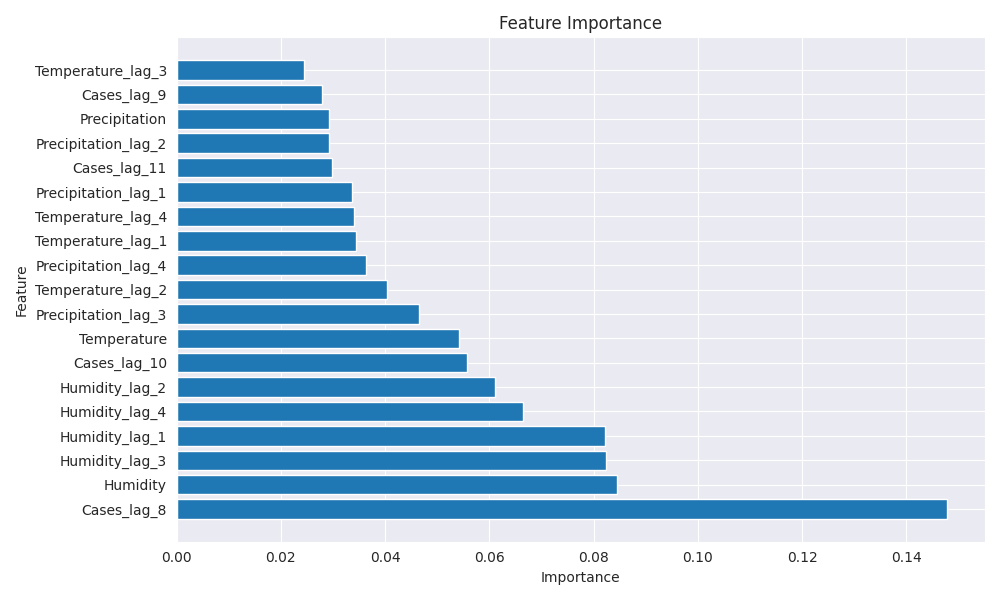 Feature Importance
Temperature_lag_3
Cases_lag_9
Precipitation
Precipitation_lag_2
Cases_lag_11
Precipitation_lag_1
Temperature_lag_4
Temperature_lag_1
Precipitation_lag_4
Temperature_lag_2
Precipitation_lag_3
Temperature
Cases_lag_10
Humidity_lag_2
Humidity_lag_4
Humidity_lag_1
Humidity_lag_3
Humidity
Cases_lag_8
Feature
0.00 0.02 0.04 0.06 0.08 0.10 0.12 0.14
Importance